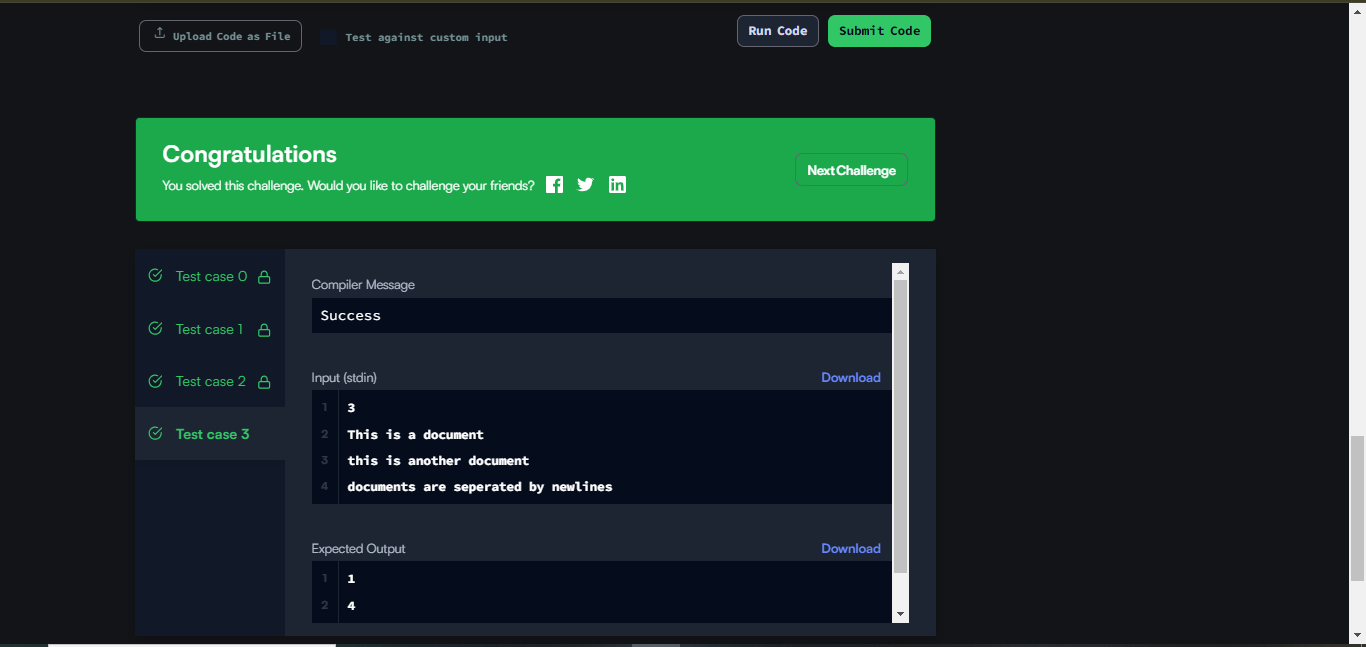 Upload Code as File
Test against custom input
Run Code
Submit Code
Congratulations
You solved this challenge. Would you like to challenge your friends?
Next Challenge
Test case 0
Test case 1
Test case 2
Test case 3
Compiler Message
Success
Input (stdin)
Download
1 3
2 This is a document
3 this is another document
4 documents are seperated by newlines
Expected Output
Download
1 1
2 4